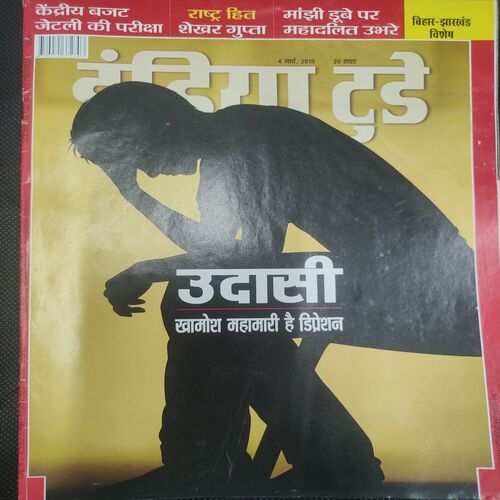 केंद्रीय बजट
जेटली की परीक्षा
राष्ट्र हित
शेखर गुप्ता
मांझी डूबे पर
महादलित उभरे
बिहार-झारखंड
विशेष
4 मार्च, 2015 20 रुपए
इंडिया टुडे
उदासी
खामोश महामारी है डिप्रेशन